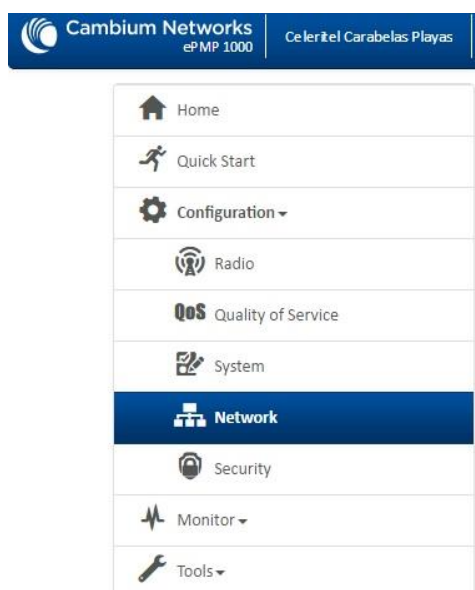 Cambium Networks
ePMP 1000
Celeritel Carabelas Playas
Home
Quick Start
Configuration
Radio
QoS Quality of Service
System
Network
Security
Monitor
Tools